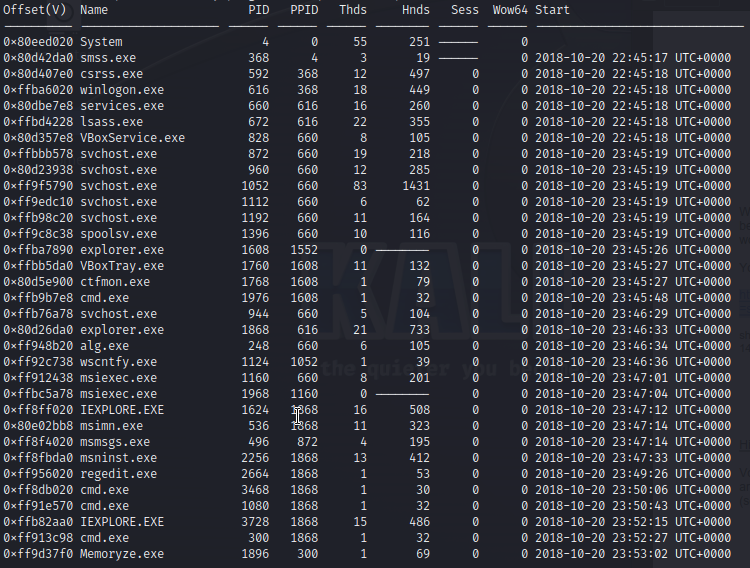 Offset(V) Name PID PPID Thds Hnds Sess Wow64 Start
0×80eed020 System 4 0 55 251 —————— 0
0×80d42da0 smss.exe 368 4 3 19 —————— 0 2018-10-20 22:45:17 UTC+0000
0×80d407e0 csrss.exe 592 368 12 497 0 0 2018-10-20 22:45:18 UTC+0000
0×ffba6020 winlogon.exe 616 368 18 449 0 0 2018-10-20 22:45:18 UTC+0000
0×80dbe7e8 services.exe 660 616 16 260 0 0 2018-10-20 22:45:18 UTC+0000
0×ffbd4228 lsass.exe 672 616 22 355 0 0 2018-10-20 22:45:18 UTC+0000
0×80d357e8 VBoxService.exe 828 660 8 105 0 0 2018-10-20 22:45:18 UTC+0000
0×ffbbb578 svchost.exe 872 660 19 218 0 0 2018-10-20 23:45:19 UTC+0000
0×80d23938 svchost.exe 960 660 12 285 0 0 2018-10-20 23:45:19 UTC+0000
0×ff9f5790 svchost.exe 1052 660 83 1431 0 0 2018-10-20 23:45:19 UTC+0000
0×ff9edc10 svchost.exe 1112 660 6 62 0 0 2018-10-20 23:45:19 UTC+0000
0×ffb98c20 svchost.exe 1192 660 11 164 0 0 2018-10-20 23:45:19 UTC+0000
0×ff9c8c38 spoolsv.exe 1396 660 10 116 0 0 2018-10-20 23:45:19 UTC+0000
0×ffba7890 explorer.exe 1608 1552 0 ———————— 0 0 2018-10-20 23:45:26 UTC+0000
0×ffbb5da0 VBoxTray.exe 1760 1608 11 132 0 0 2018-10-20 23:45:27 UTC+0000
0×80d5e900 ctfmon.exe 1768 1608 1 79 0 0 2018-10-20 23:45:27 UTC+0000
0×ffb9b7e8 cmd.exe 1976 1608 1 32 0 0 2018-10-20 23:45:48 UTC+0000
0×ffb76a78 svchost.exe 944 660 5 104 0 0 2018-10-20 23:46:29 UTC+0000
0×80d26da0 explorer.exe 1868 616 21 733 0 0 2018-10-20 23:46:33 UTC+0000
0×ff948b20 alg.exe 248 660 6 105 0 0 2018-10-20 23:46:34 UTC+0000
0×ff92c738 wscntfy.exe 1124 1052 1 39 0 0 2018-10-20 23:46:36 UTC+0000
0×ff912438 msiexec.exe 1160 660 8 201 0 0 2018-10-20 23:47:01 UTC+0000
0×ffbc5a78 msiexec.exe 1968 1160 0 ———————— 0 0 2018-10-20 23:47:04 UTC+0000
0×ff8ff020 IEXPLORE.EXE 1624 1868 16 508 0 0 2018-10-20 23:47:12 UTC+0000
0×80e02bb8 msimn.exe 536 1868 11 323 0 0 2018-10-20 23:47:14 UTC+0000
0×ff8f4020 msmsgs.exe 496 872 4 195 0 0 2018-10-20 23:47:14 UTC+0000
0×ff8fbda0 msninst.exe 2256 1868 13 412 0 0 2018-10-20 23:47:33 UTC+0000
0×ff956020 regedit.exe 2664 1868 1 53 0 0 2018-10-20 23:49:26 UTC+0000
0×ff8db020 cmd.exe 3468 1868 1 30 0 0 2018-10-20 23:50:06 UTC+0000
0×ff91e570 cmd.exe 1080 1868 1 32 0 0 2018-10-20 23:50:43 UTC+0000
0×ffb82aa0 IEXPLORE.EXE 3728 1868 15 486 0 0 2018-10-20 23:52:15 UTC+0000
0×ff913c98 cmd.exe 300 1868 1 32 0 0 2018-10-20 23:52:27 UTC+0000
0×ff9d37f0 Memoryze.exe 1896 300 1 69 0 0 2018-10-20 23:53:02 UTC+0000